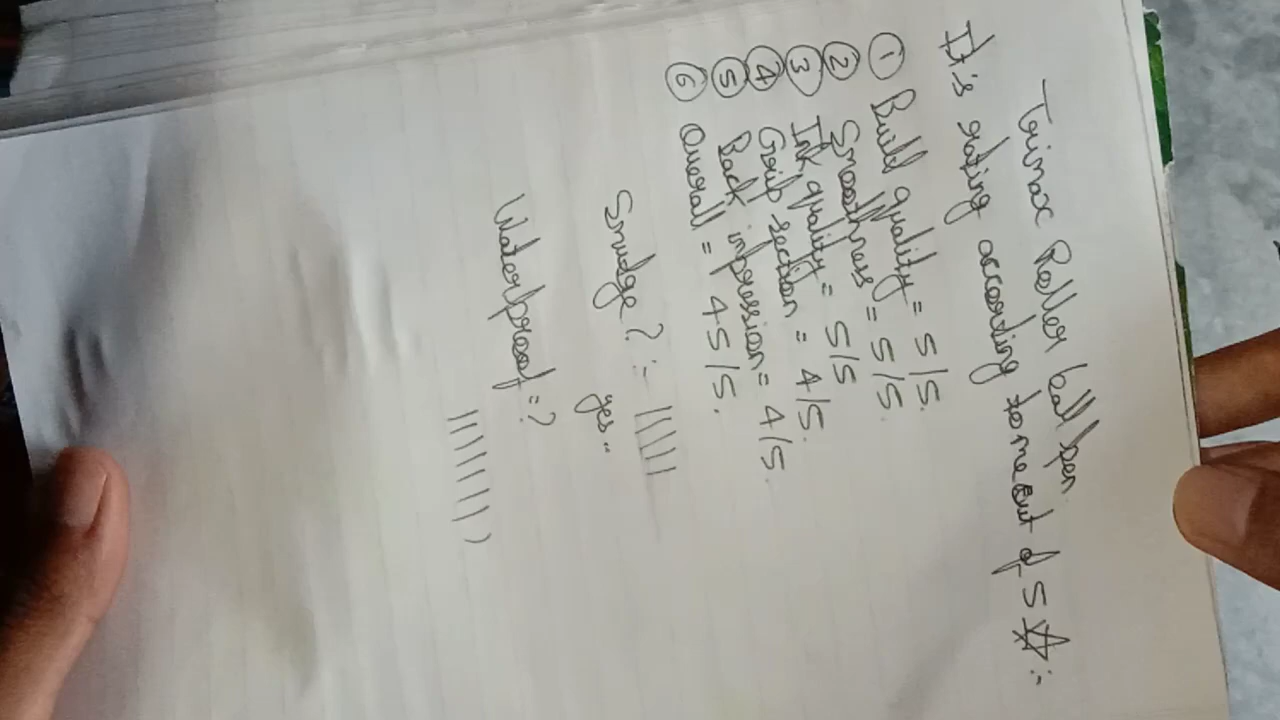 Trimax Roller ball pen
It is rating according to me out of 5 ☆ :-
① Build quality = 5/5.
② Smoothness = 5/5.
③ Ink quality = 5/5
④ Grip section = 4/5.
⑤ Back impression = 4/5.
⑥ Overall = 4.5/5.
Smudge? :- | | | | |
yes..
Waterproof = ?
| | | | | | | )